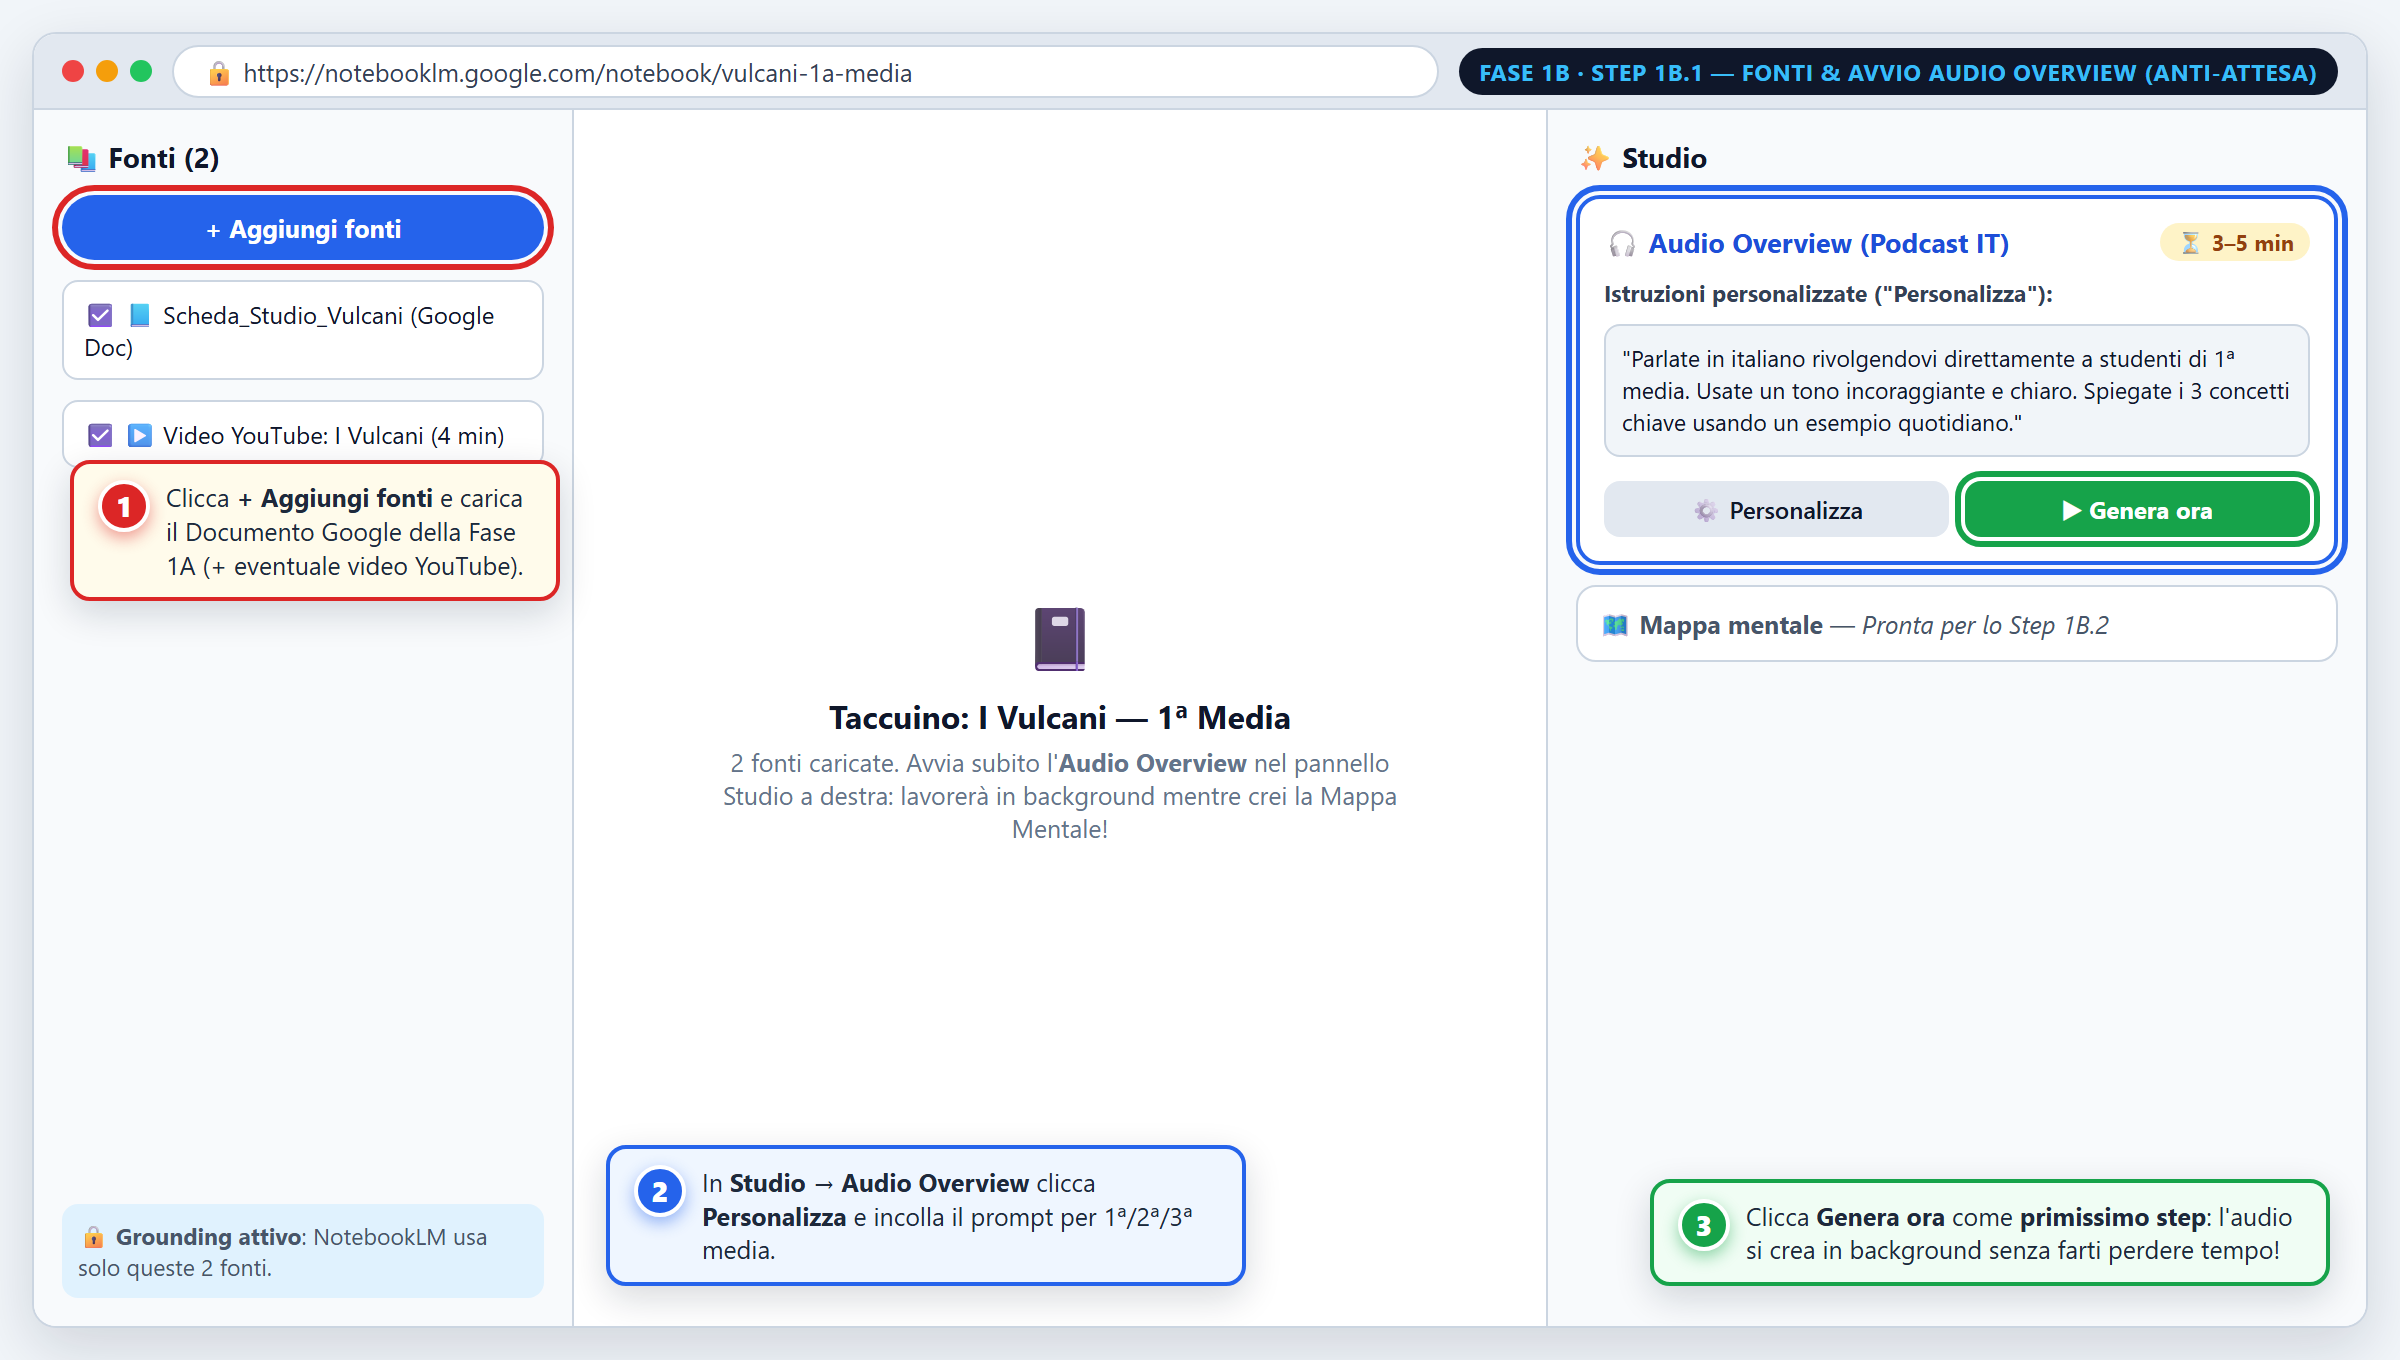 https://notebooklm.google.com/notebook/vulcani-1a-media
FASE 1B · STEP 1B.1 — FONTI & AVVIO AUDIO OVERVIEW (ANTI-ATTESA)
Fonti (2)
+ Aggiungi fonti
Scheda_Studio_Vulcani (Google
Doc)
Video YouTube: I Vulcani (4 min)
1
Clicca + Aggiungi fonti e carica
il Documento Google della Fase
1A (+ eventuale video YouTube).
Grounding attivo: NotebookLM usa
solo queste 2 fonti.
Taccuino: I Vulcani — 1ª Media
2 fonti caricate. Avvia subito l'Audio Overview nel pannello
Studio a destra: lavorerà in background mentre crei la Mappa
Mentale!
2
In Studio → Audio Overview clicca
Personalizza e incolla il prompt per 1ª/2ª/3ª
media.
Studio
Audio Overview (Podcast IT)
3–5 min
Istruzioni personalizzate ("Personalizza"):
"Parlate in italiano rivolgendovi direttamente a studenti di 1ª
media. Usate un tono incoraggiante e chiaro. Spiegate i 3 concetti
chiave usando un esempio quotidiano."
Personalizza
▶ Genera ora
Mappa mentale — Pronta per lo Step 1B.2
3
Clicca Genera ora come primissimo step: l'audio
si crea in background senza farti perdere tempo!